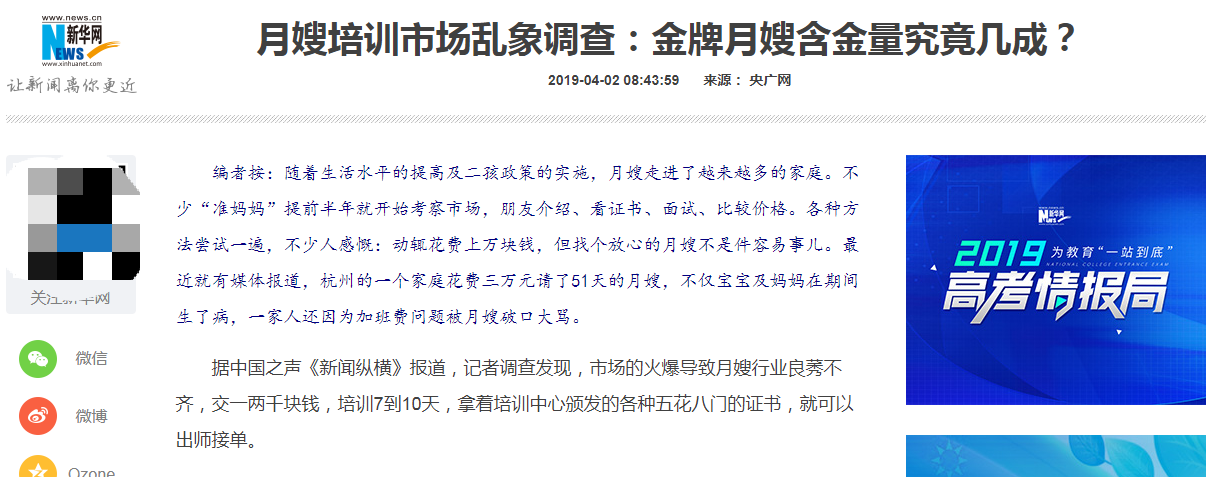 www.news.cn
新华网
NEWS
www.xinhuanet.com
让新闻离你更近
月嫂培训市场乱象调查：金牌月嫂含金量究竟几成？
2019-04-02 08:43:59 来源： 央广网
关注新华网
微信
微博
Qzone
编者按：随着生活水平的提高及二孩政策的实施，月嫂走进了越来越多的家庭。不
少“准妈妈”提前半年就开始考察市场，朋友介绍、看证书、面试、比较价格。各种方
法尝试一遍，不少人感慨：动辄花费上万块钱，但找个放心的月嫂不是件容易事儿。最
近就有媒体报道，杭州的一个家庭花费三万元请了51天的月嫂，不仅宝宝及妈妈在期间
生了病，一家人还因为加班费问题被月嫂破口大骂。
据中国之声《新闻纵横》报道，记者调查发现，市场的火爆导致月嫂行业良莠不
齐，交一两千块钱，培训7到10天，拿着培训中心颁发的各种五花八门的证书，就可以
出师接单。
新华网
2019 为教育“一站到底”
NATIONAL COLLEGE ENTRANCE EXAM
高考情报局